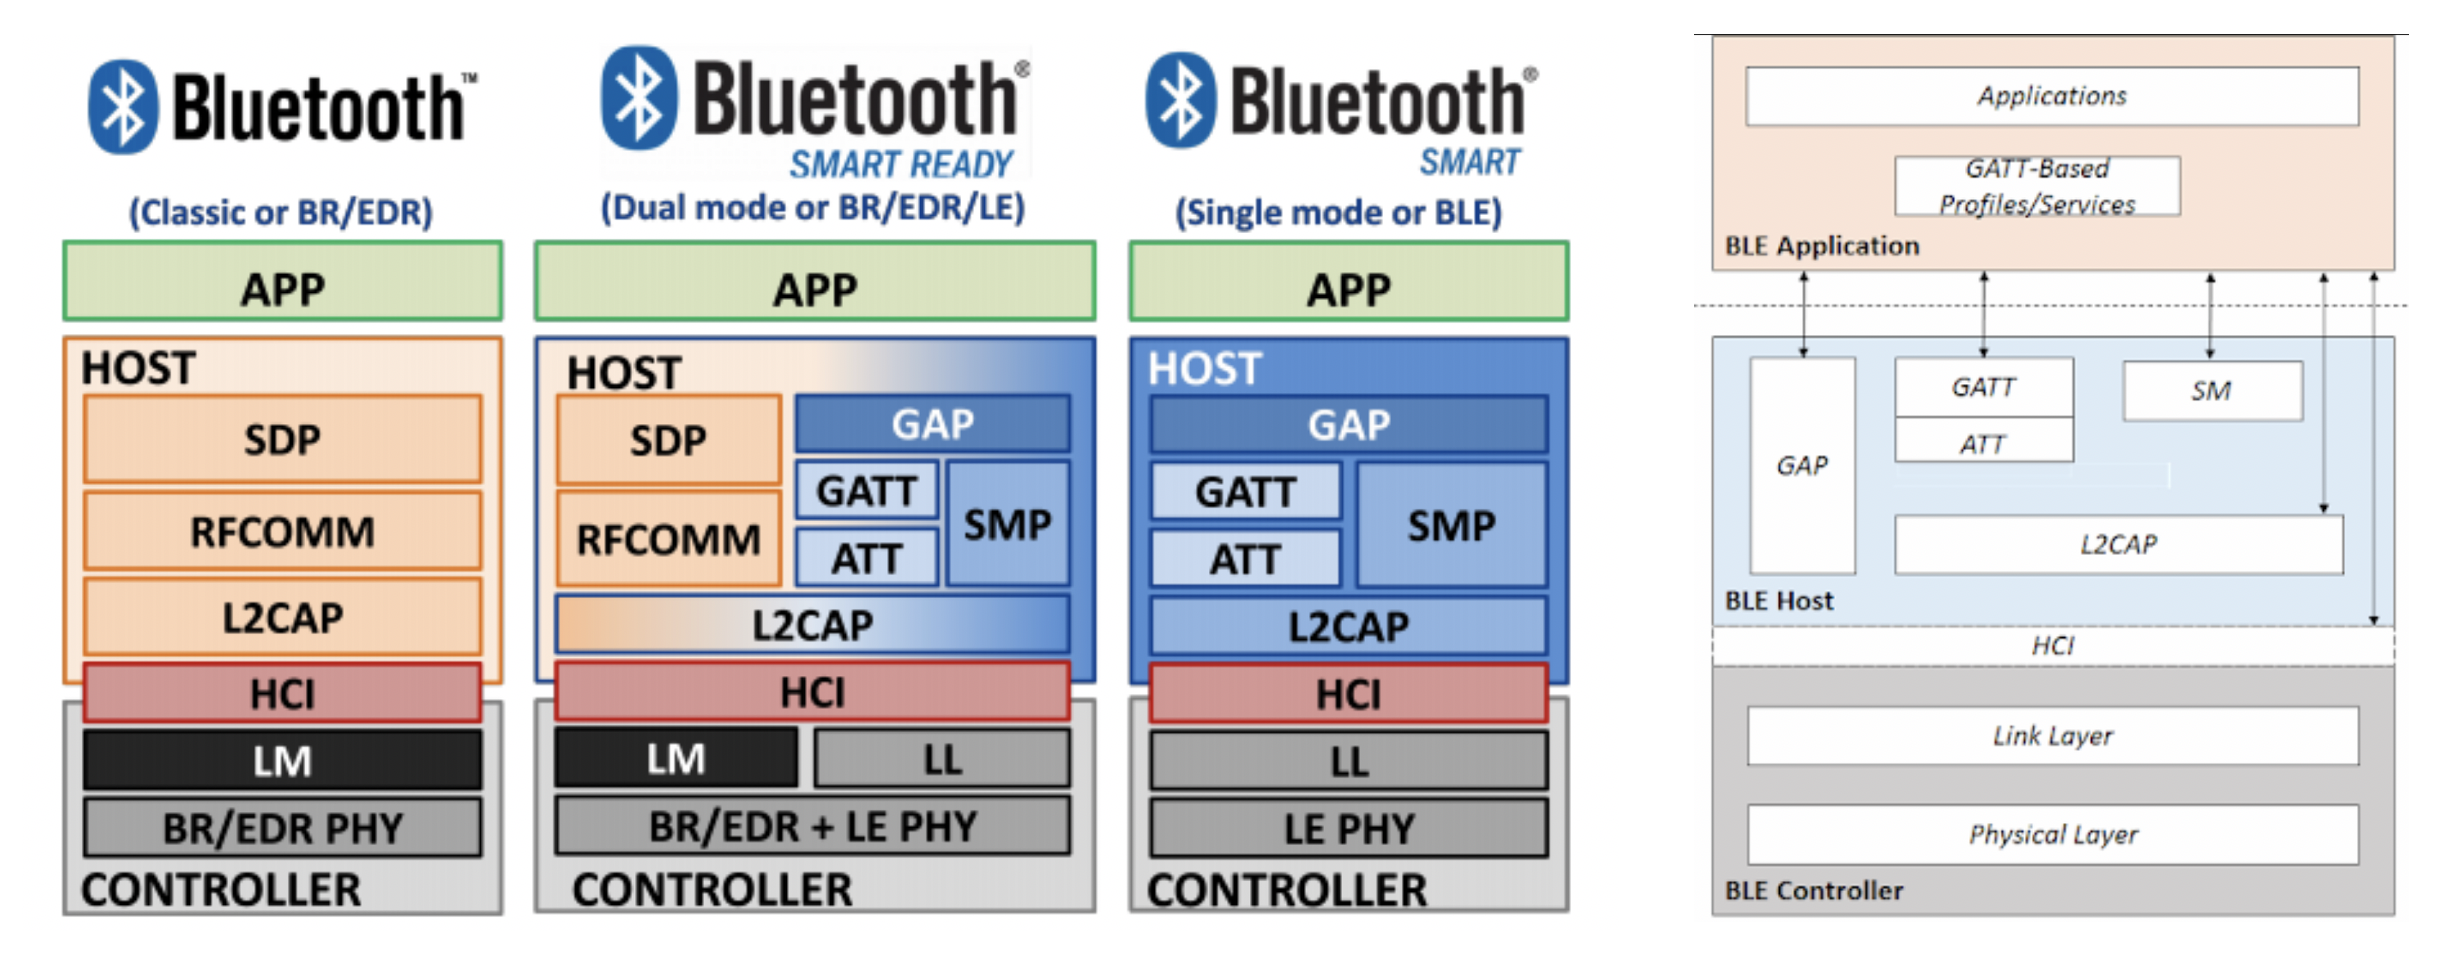 Bluetooth™
(Classic or BR/EDR)
APP
HOST
SDP
RFCOMM
L2CAP
HCI
LM
BR/EDR PHY
CONTROLLER
Bluetooth®
SMART READY
(Dual mode or BR/EDR/LE)
APP
HOST
SDP
GAP
GATT
SMP
RFCOMM
ATT
L2CAP
HCI
LM
LL
BR/EDR + LE PHY
CONTROLLER
Bluetooth®
SMART
(Single mode or BLE)
APP
HOST
GAP
GATT
SMP
ATT
L2CAP
HCI
LL
LE PHY
CONTROLLER
Applications
GATT-Based
Profiles/Services
BLE Application
GAP
GATT
ATT
SM
L2CAP
BLE Host
HCI
Link Layer
Physical Layer
BLE Controller